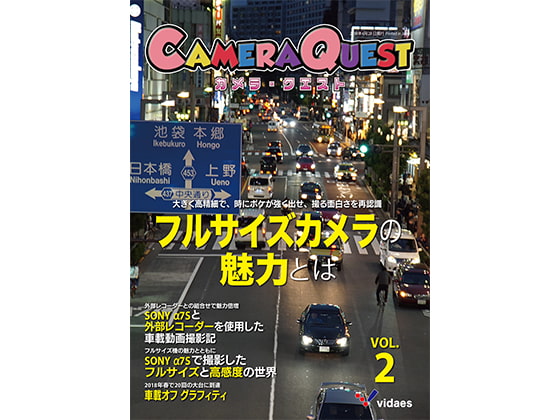 CAMERA QUEST
カメラ・クエスト
池袋 本郷
Ikebukuro Hongo
日本橋 上野
Nihonbashi Ueno
453
437 中央通り
大きく高精細で、時にボケが強く出せ、撮る面白さを再認識
フルサイズカメラの
魅力とは
外部レコーダーとの組合せで魅力倍増
SONY α7Sと
外部レコーダーを使用した
車載動画撮影記
フルサイズ機の魅力とともに
SONY α7Sで撮影した
フルサイズと高感度の世界
2018年春で20回の大台に到達
車載オフ グラフィティ
VOL.
2
vidaes